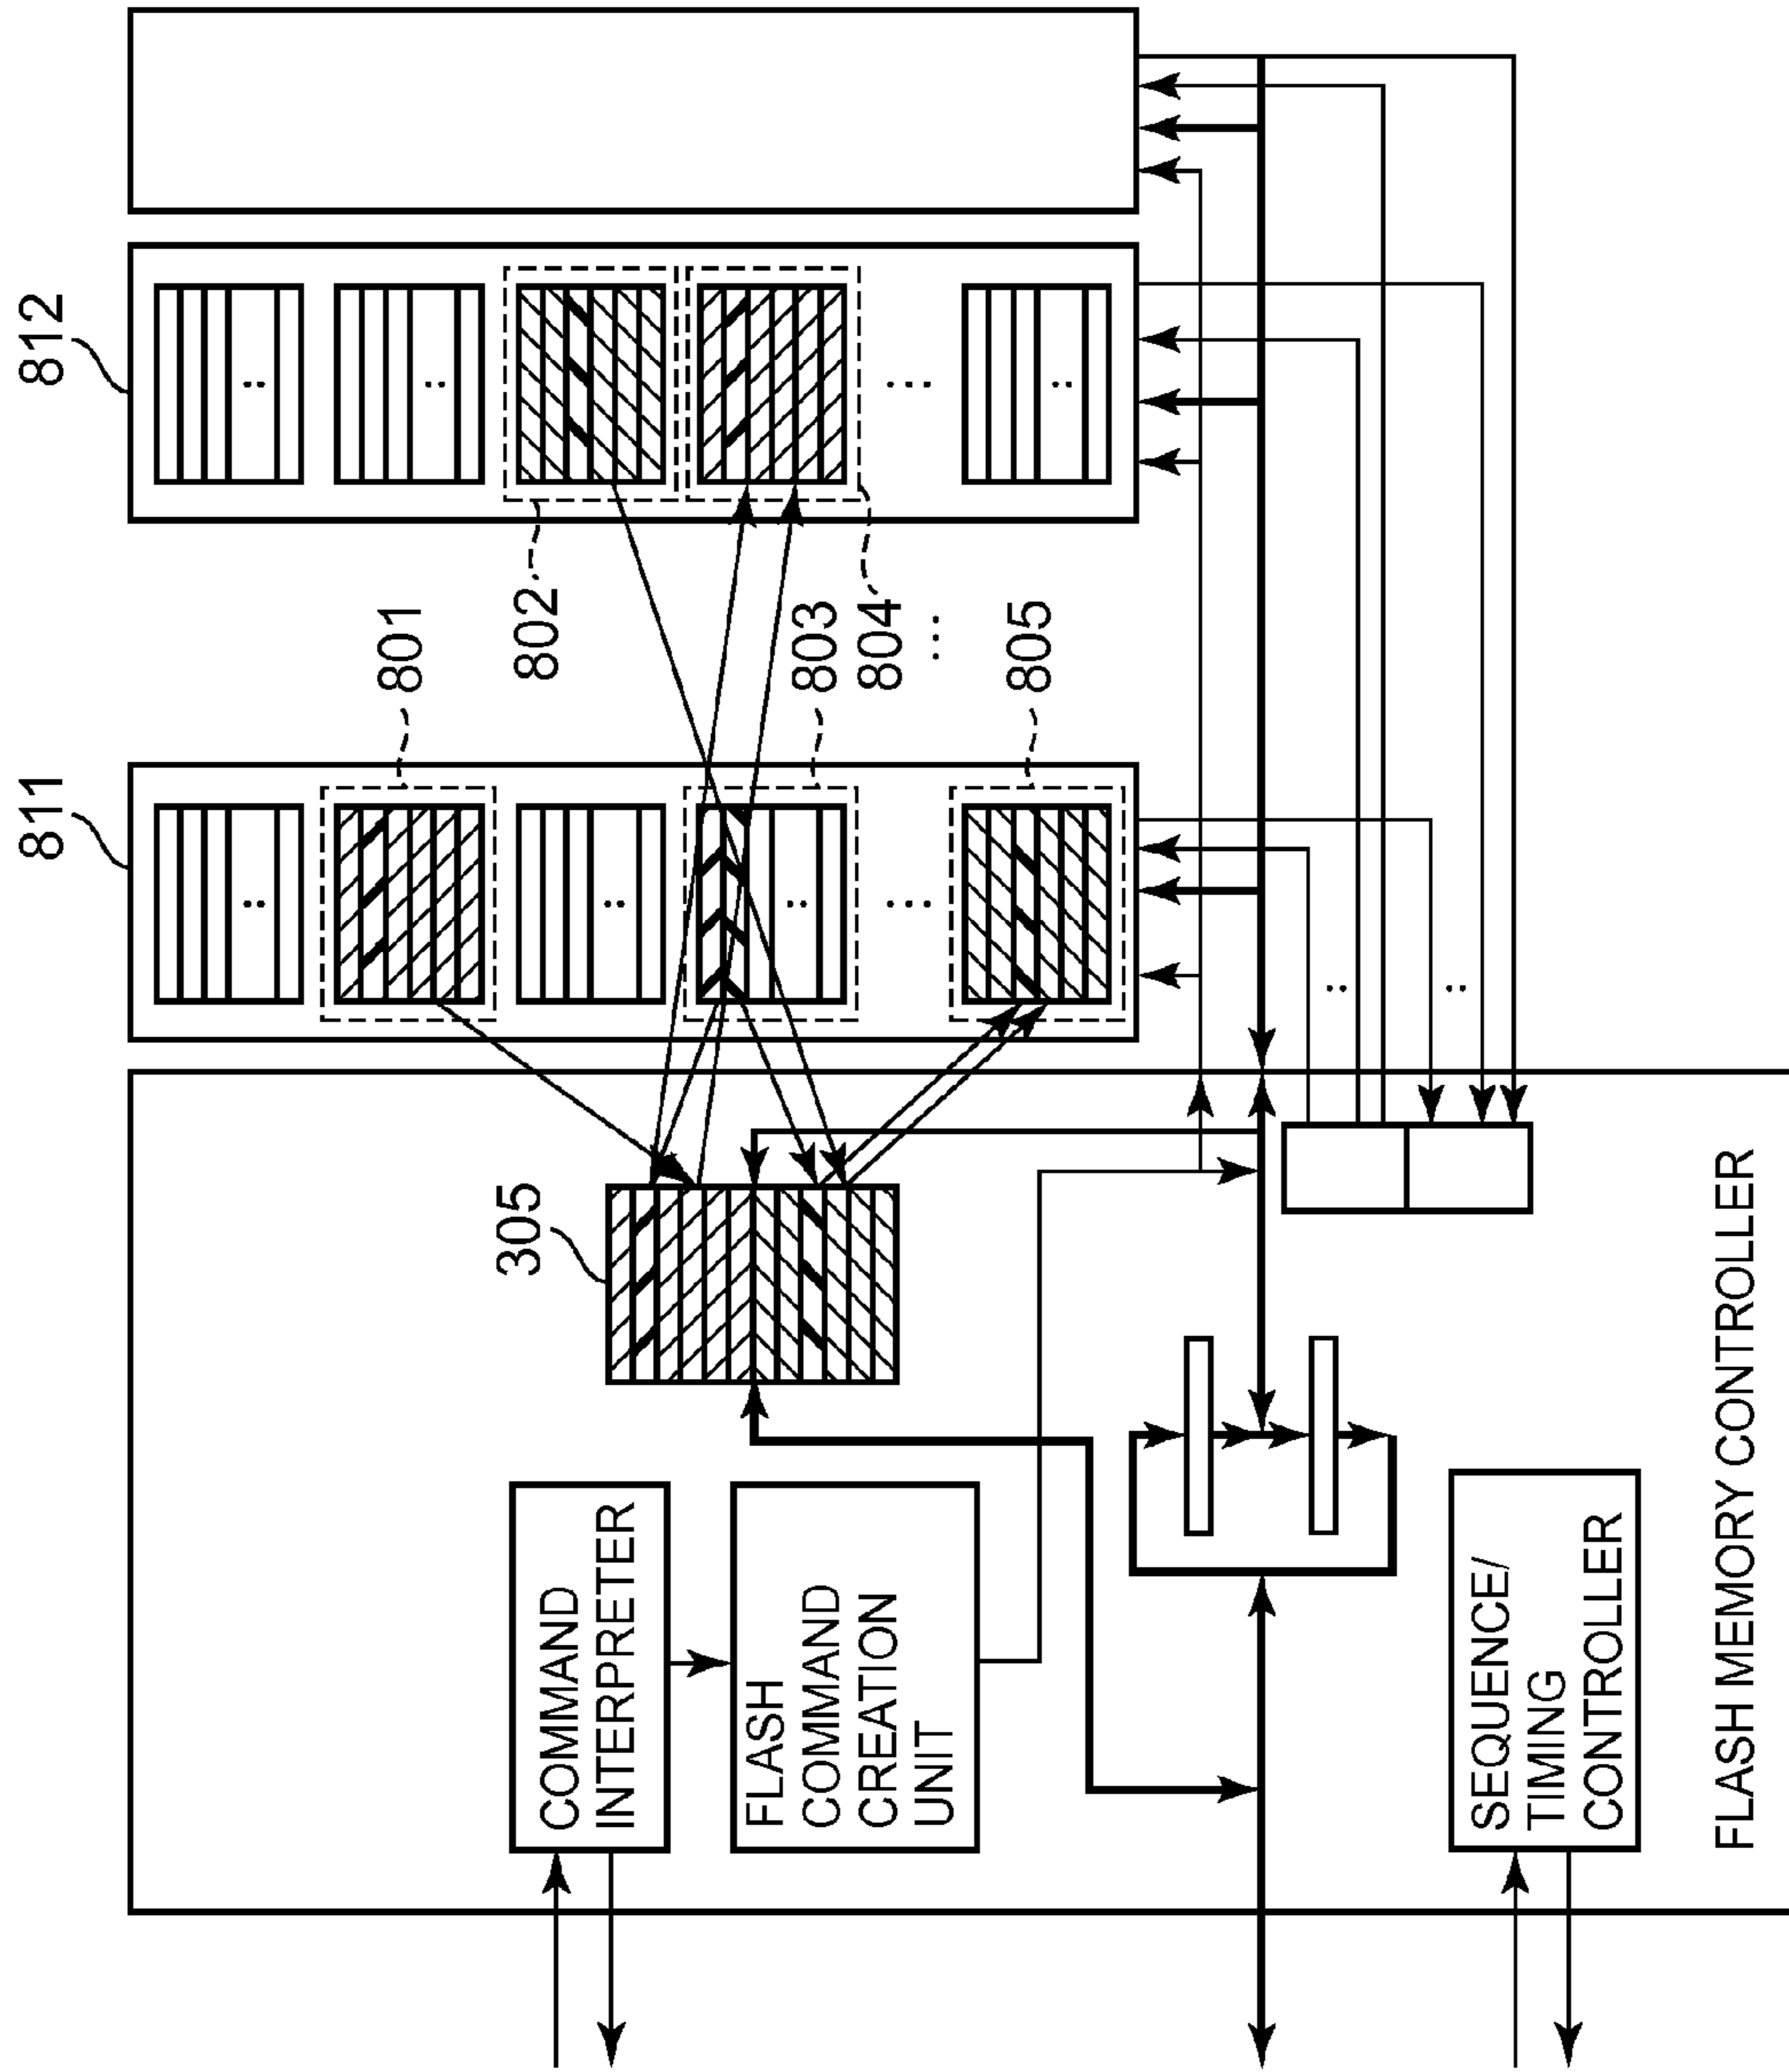 812
811
801
802
803
804
805
305
COMMAND
INTERPRETER
FLASH
COMMAND
CREATION
UNIT
SEQUENCE/
TIMING
CONTROLLER
FLASH MEMORY CONTROLLER